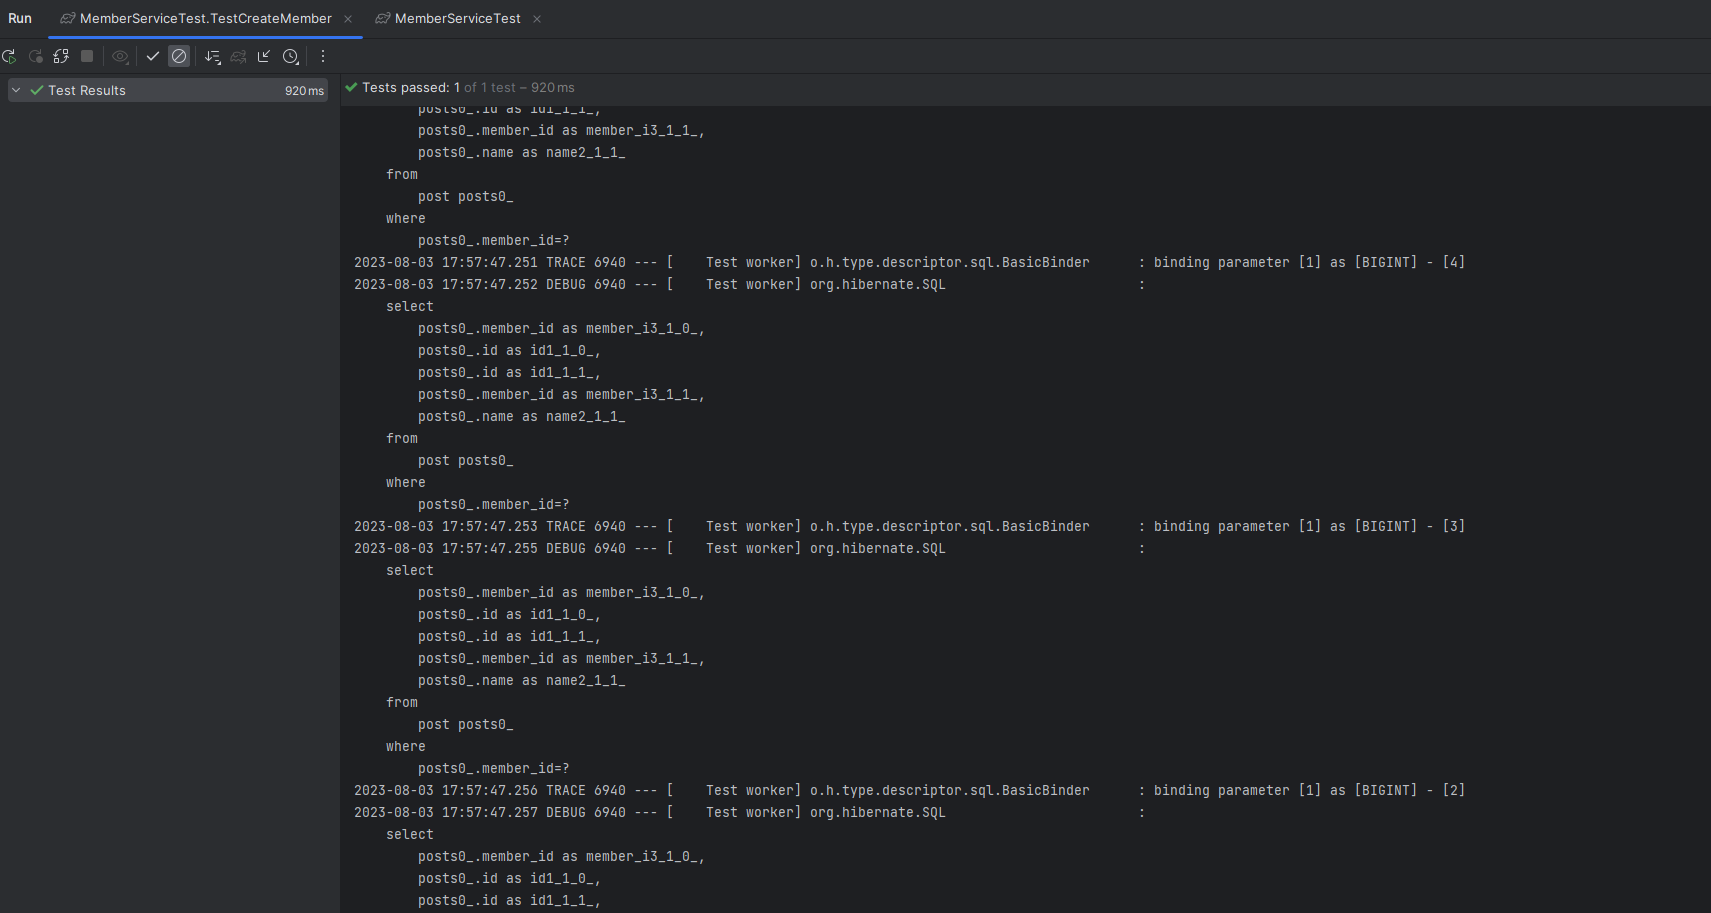 Run MemberServiceTest.TestCreateMember × MemberServiceTest ×
Test Results 920 ms
Tests passed: 1 of 1 test – 920 ms
posts0_.id as id1_1_1_,
posts0_.member_id as member_i3_1_1_,
posts0_.name as name2_1_1_
from
post posts0_
where
posts0_.member_id=?
2023-08-03 17:57:47.251 TRACE 6940 --- [    Test worker] o.h.type.descriptor.sql.BasicBinder      : binding parameter [1] as [BIGINT] - [4]
2023-08-03 17:57:47.252 DEBUG 6940 --- [    Test worker] org.hibernate.SQL                        :
select
posts0_.member_id as member_i3_1_0_,
posts0_.id as id1_1_0_,
posts0_.id as id1_1_1_,
posts0_.member_id as member_i3_1_1_,
posts0_.name as name2_1_1_
from
post posts0_
where
posts0_.member_id=?
2023-08-03 17:57:47.253 TRACE 6940 --- [    Test worker] o.h.type.descriptor.sql.BasicBinder      : binding parameter [1] as [BIGINT] - [3]
2023-08-03 17:57:47.255 DEBUG 6940 --- [    Test worker] org.hibernate.SQL                        :
select
posts0_.member_id as member_i3_1_0_,
posts0_.id as id1_1_0_,
posts0_.id as id1_1_1_,
posts0_.member_id as member_i3_1_1_,
posts0_.name as name2_1_1_
from
post posts0_
where
posts0_.member_id=?
2023-08-03 17:57:47.256 TRACE 6940 --- [    Test worker] o.h.type.descriptor.sql.BasicBinder      : binding parameter [1] as [BIGINT] - [2]
2023-08-03 17:57:47.257 DEBUG 6940 --- [    Test worker] org.hibernate.SQL                        :
select
posts0_.member_id as member_i3_1_0_,
posts0_.id as id1_1_0_,
posts0_.id as id1_1_1_,